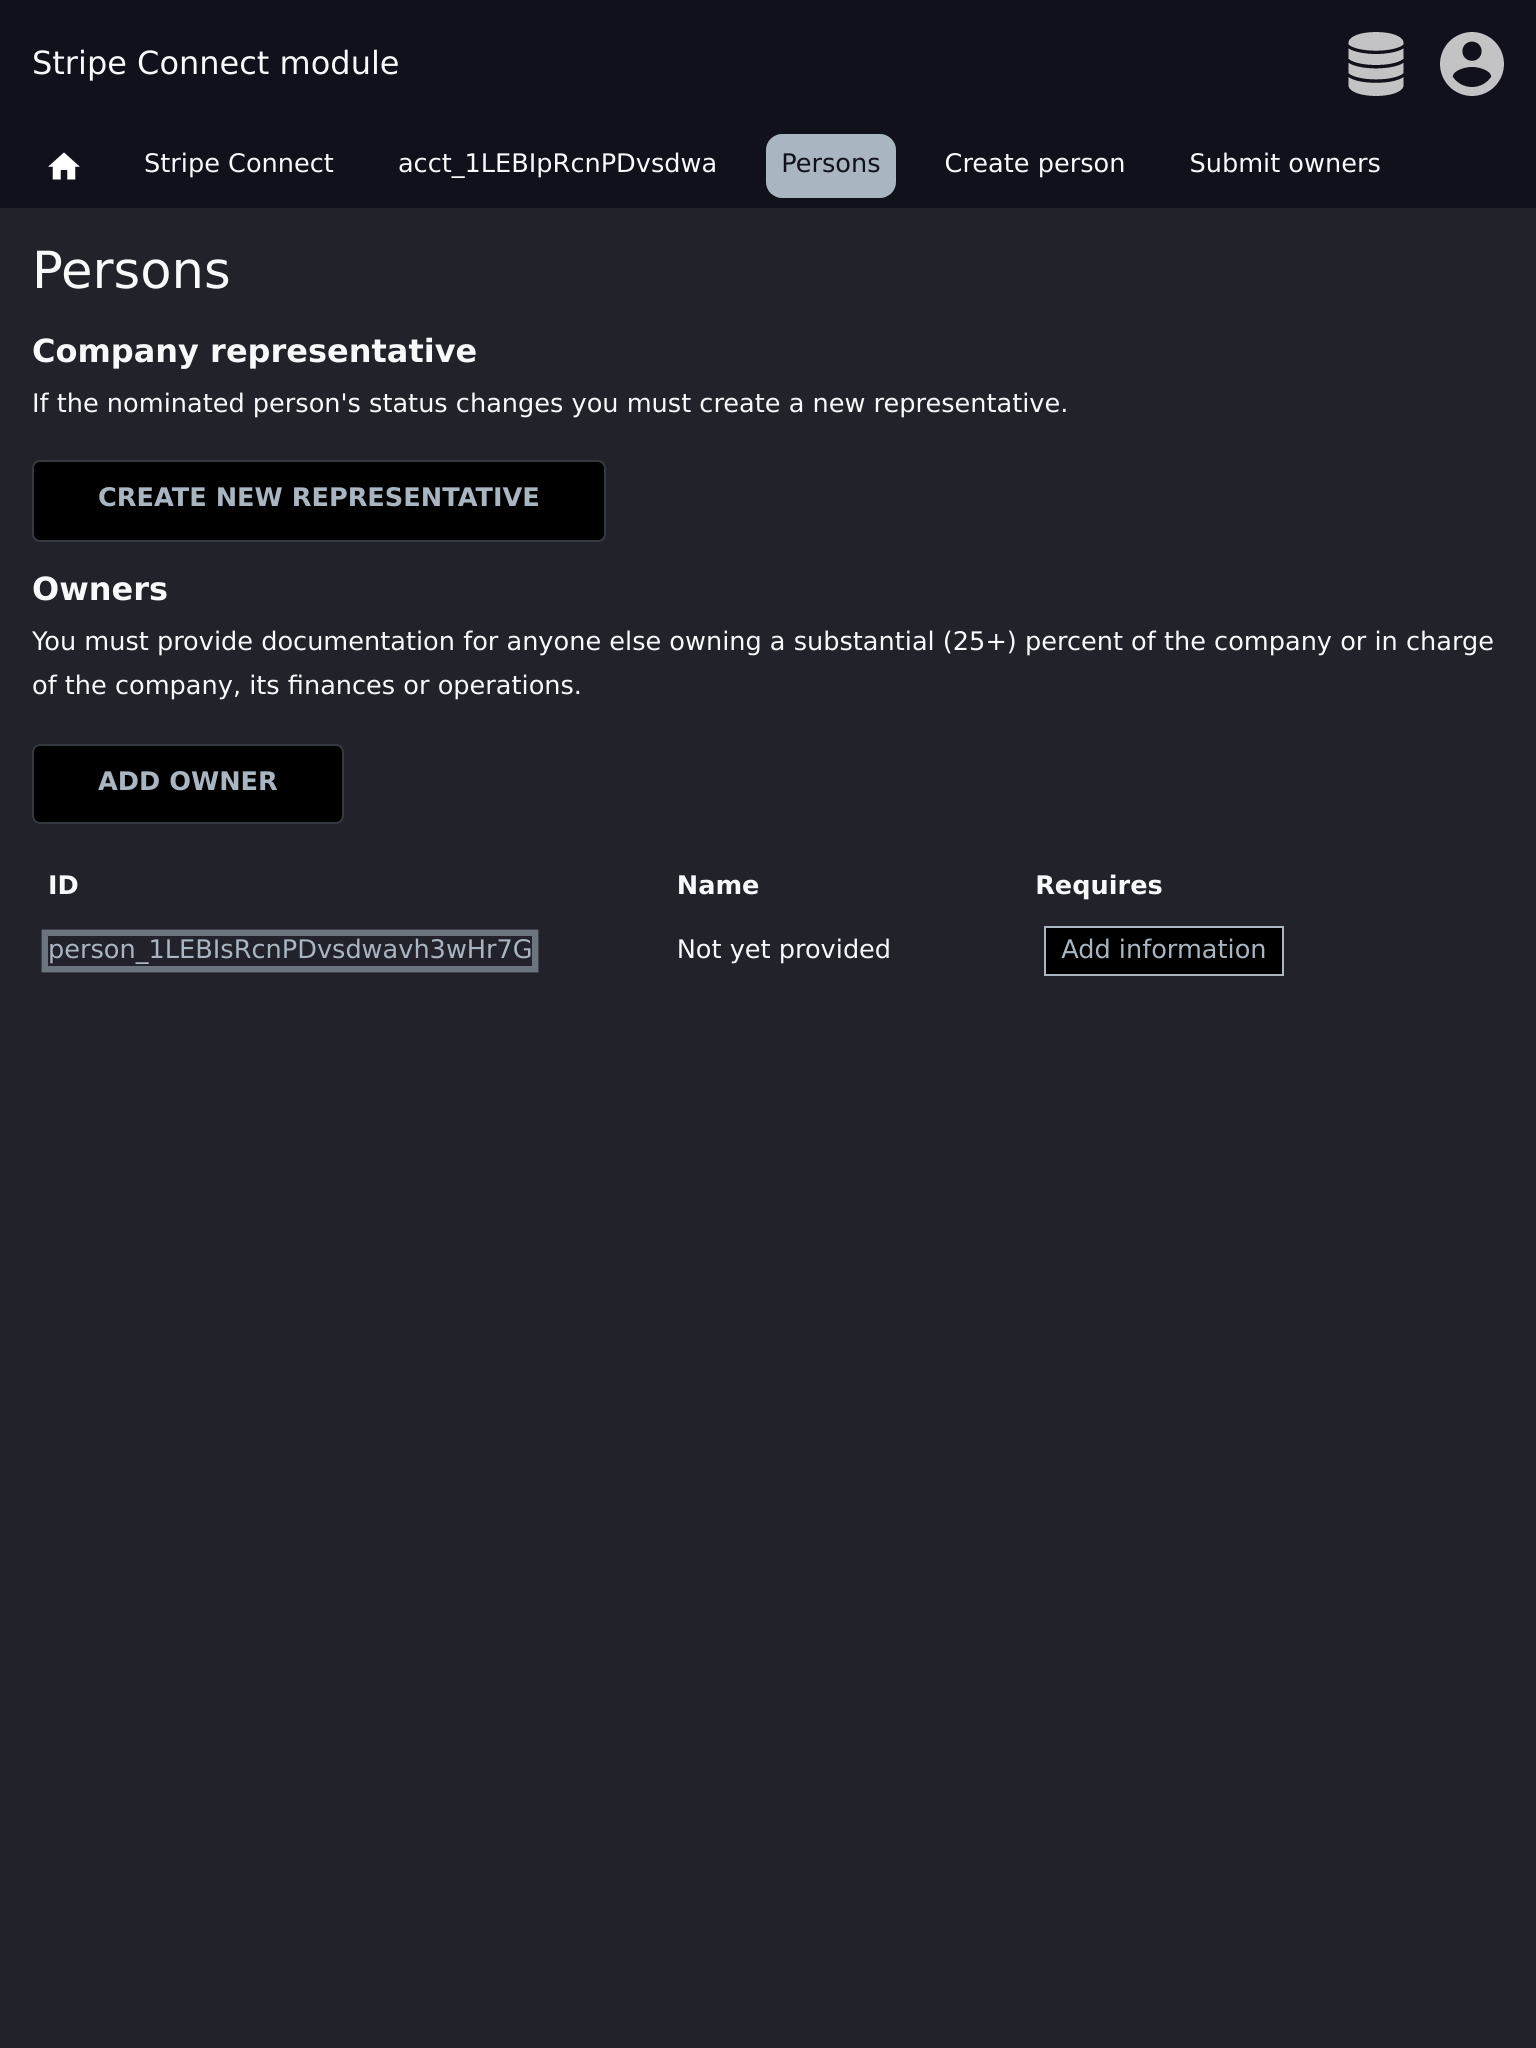 Stripe Connect module
Stripe Connect acct_1LEBIpRcnPDvsdwa Persons Create person Submit owners
Persons
Company representative
If the nominated person's status changes you must create a new representative.
CREATE NEW REPRESENTATIVE
Owners
You must provide documentation for anyone else owning a substantial (25+) percent of the company or in charge
of the company, its finances or operations.
ADD OWNER
ID Name Requires
person_1LEBIsRcnPDvsdwavh3wHr7G Not yet provided Add information